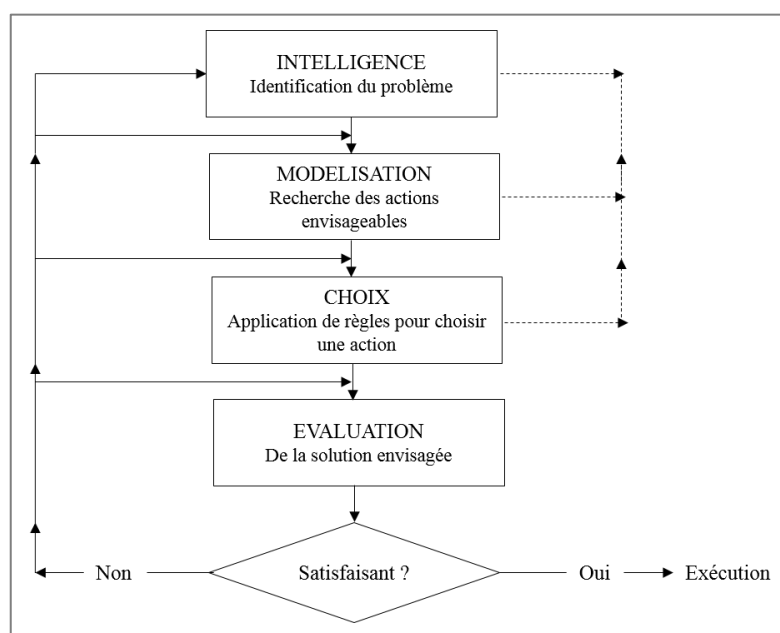 INTELLIGENCE
Identification du problème
MODELISATION
Recherche des actions
envisageables
CHOIX
Application de règles pour choisir
une action
EVALUATION
De la solution envisagée
Non
Satisfaisant ?
Oui
Exécution